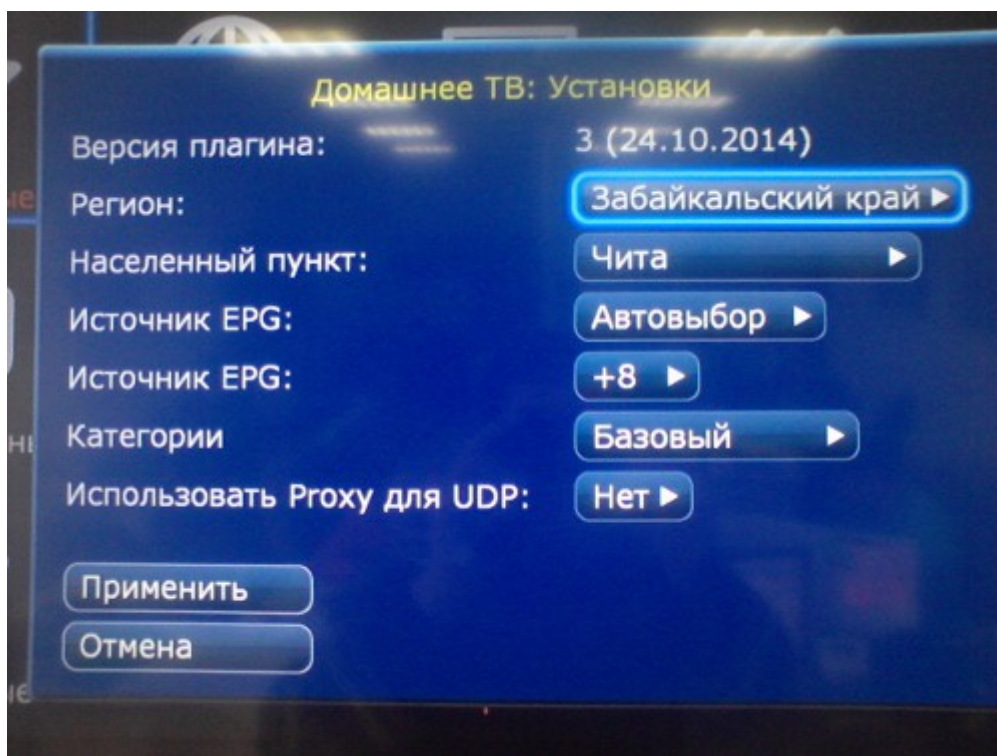 Домашнее ТВ: Установки
Версия плагина: 3 (24.10.2014)
Регион: Забайкальский край
Населенный пункт: Чита
Источник EPG: Автовыбор
Источник EPG: +8
Категории Базовый
Использовать Proxy для UDP: Нет
Применить
Отмена